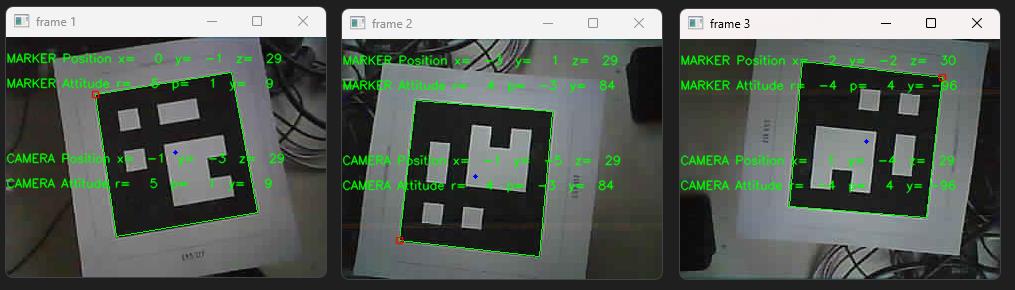 frame 1
MARKER Position x= 0 y= -1 z= 29
MARKER Attitude r= 5 p= 1 y= 9
CAMERA Position x= -1 y= -3 z= 29
CAMERA Attitude r= 5 p= 1 y= 9
frame 2
MARKER Position x= -3 y= 1 z= 29
MARKER Attitude r= 4 p= -3 y= 84
CAMERA Position x= -1 y= -5 z= 29
CAMERA Attitude r= 4 p= -3 y= 84
frame 3
MARKER Position x= -2 y= -2 z= 30
MARKER Attitude r= -4 p= 4 y= -96
CAMERA Position x= 1 y= -4 z= 29
CAMERA Attitude r= -4 p= 4 y= -96